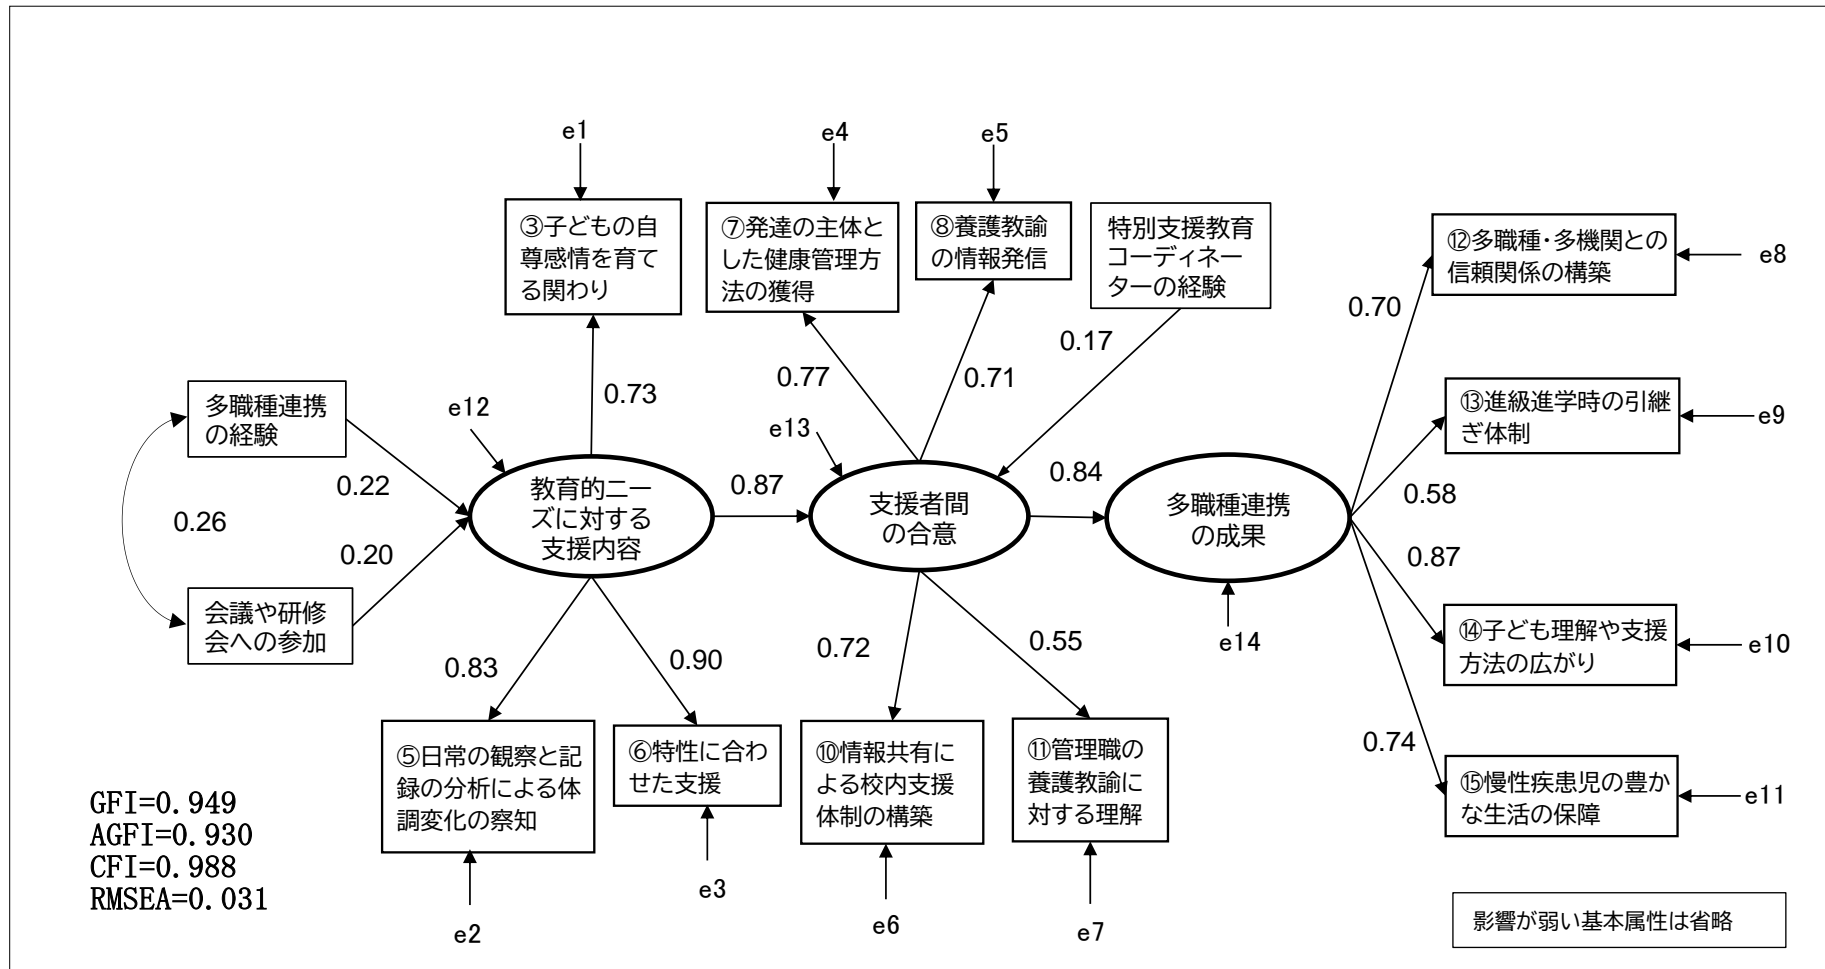 e1
e4
e5
③子どもの自
尊感情を育て
る関わり
⑦発達の主体と
した健康管理方
法の獲得
⑧養護教諭
の情報発信
特別支援教育
コーディネー
ターの経験
⑫多職種・多機関との
信頼関係の構築
e8
0.70
0.17
0.77
0.71
0.73
多職種連携
の経験
e12
e13
⑬進級進学時の引継
ぎ体制
e9
0.22
0.87
0.84
0.58
教育的ニー
ズに対する
支援内容
支援者間
の合意
多職種連携
の成果
0.26
0.20
0.87
会議や研修
会への参加
e14
⑭子ども理解や支援
方法の広がり
e10
0.83
0.90
0.72
0.55
0.74
⑤日常の観察と記
録の分析による体
調変化の察知
⑥特性に合わ
せた支援
⑩情報共有に
よる校内支援
体制の構築
⑪管理職の
養護教諭に
対する理解
⑮慢性疾患児の豊か
な生活の保障
e11
GFI=0.949
AGFI=0.930
CFI=0.988
RMSEA=0.031
e2
e3
e6
e7
影響が弱い基本属性は省略